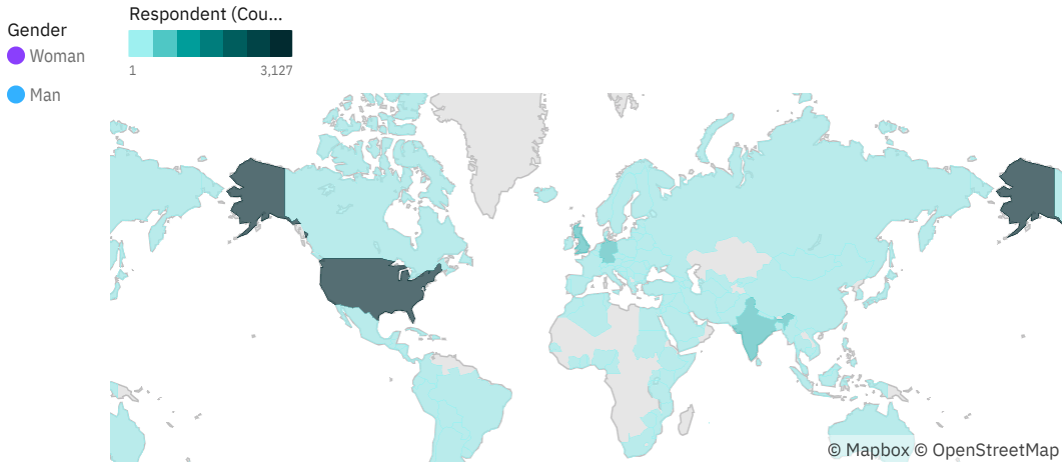 Gender
Woman
Man
Respondent (Cou...
1
3,127
© Mapbox © OpenStreetMap